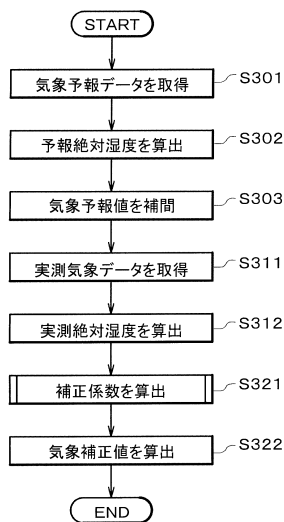 START
気象予報データを取得
S301
予報絶対湿度を算出
S302
気象予報値を補間
S303
実測気象データを取得
S311
実測絶対湿度を算出
S312
補正係数を算出
S321
気象補正値を算出
S322
END